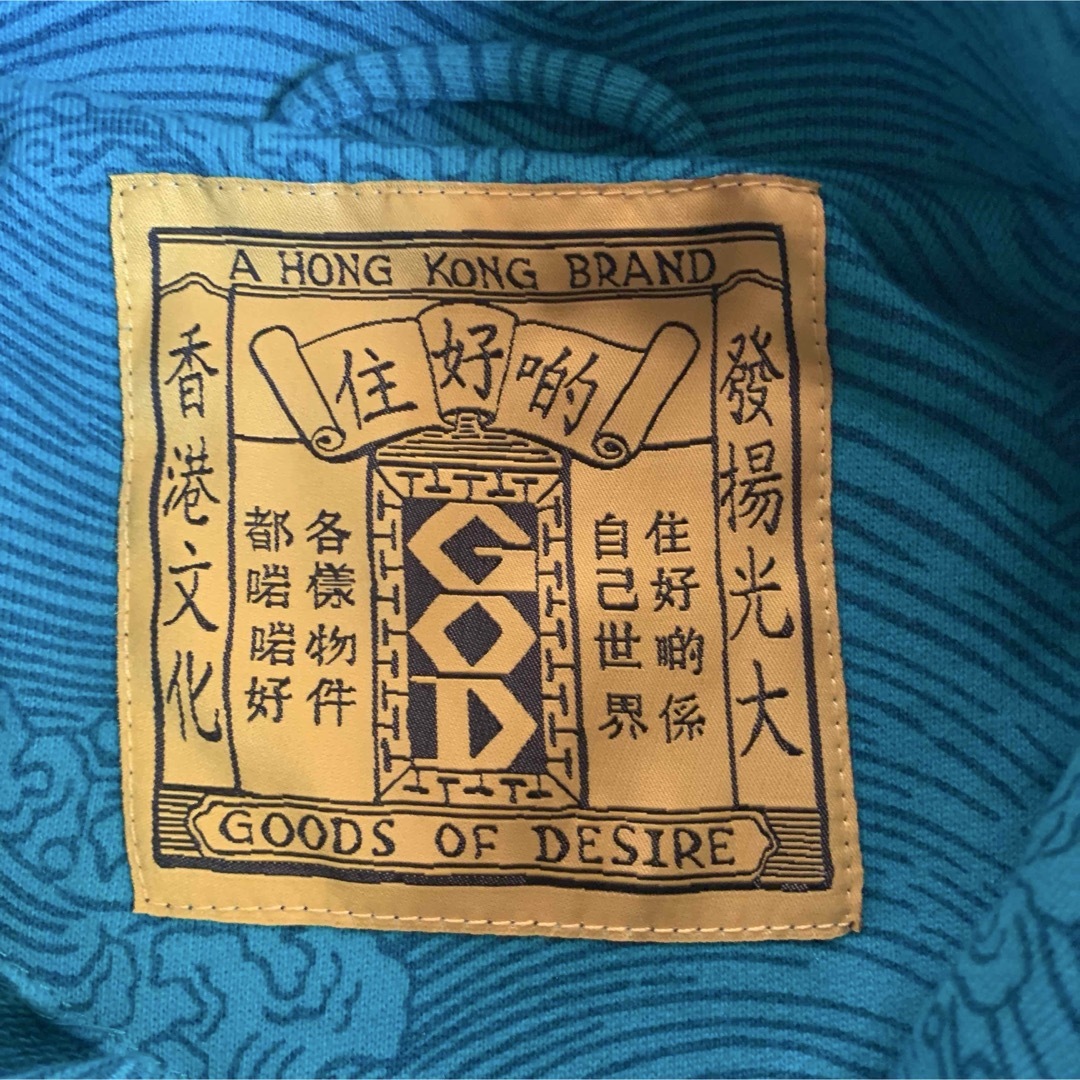 A HONG KONG BRAND
住好啲
發揚光大
住好啲係
自己世界
GOD
各樣物件
都啱啱好
香港文化
GOODS OF DESIRE